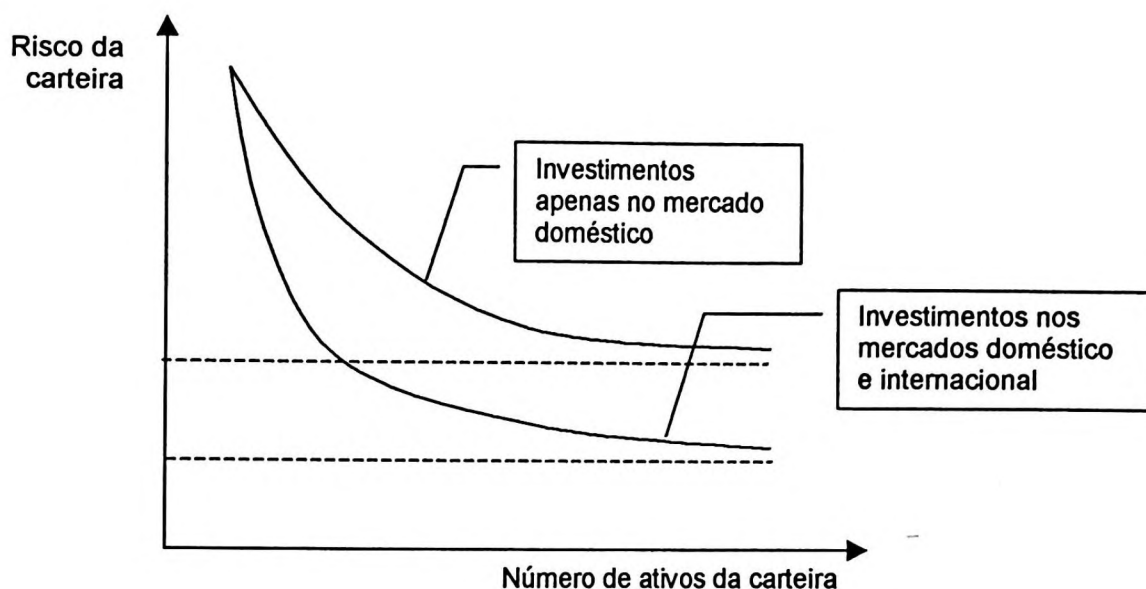 Risco da
carteira
Investimentos
apenas no mercado
doméstico
Investimentos nos
mercados doméstico
e internacional
Número de ativos da carteira